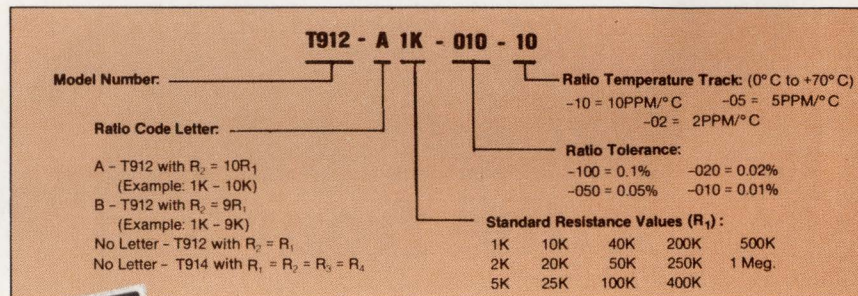 T912 - A 1K - 010 - 10
Model Number:
Ratio Code Letter:
A - T912 with R₂ = 10R₁
(Example: 1K - 10K)
B - T912 with R₂ = 9R₁
(Example: 1K - 9K)
No Letter - T912 with R₂ = R₁
No Letter - T914 with R₁ = R₂ = R₃ = R₄
Ratio Temperature Track: (0° C to +70° C)
-10 = 10PPM/° C -05 = 5PPM/° C
-02 = 2PPM/° C
Ratio Tolerance:
-100 = 0.1% -020 = 0.02%
-050 = 0.05% -010 = 0.01%
Standard Resistance Values (R₁) :
1K 10K 40K 200K 500K
2K 20K 50K 250K 1 Meg.
5K 25K 100K 400K